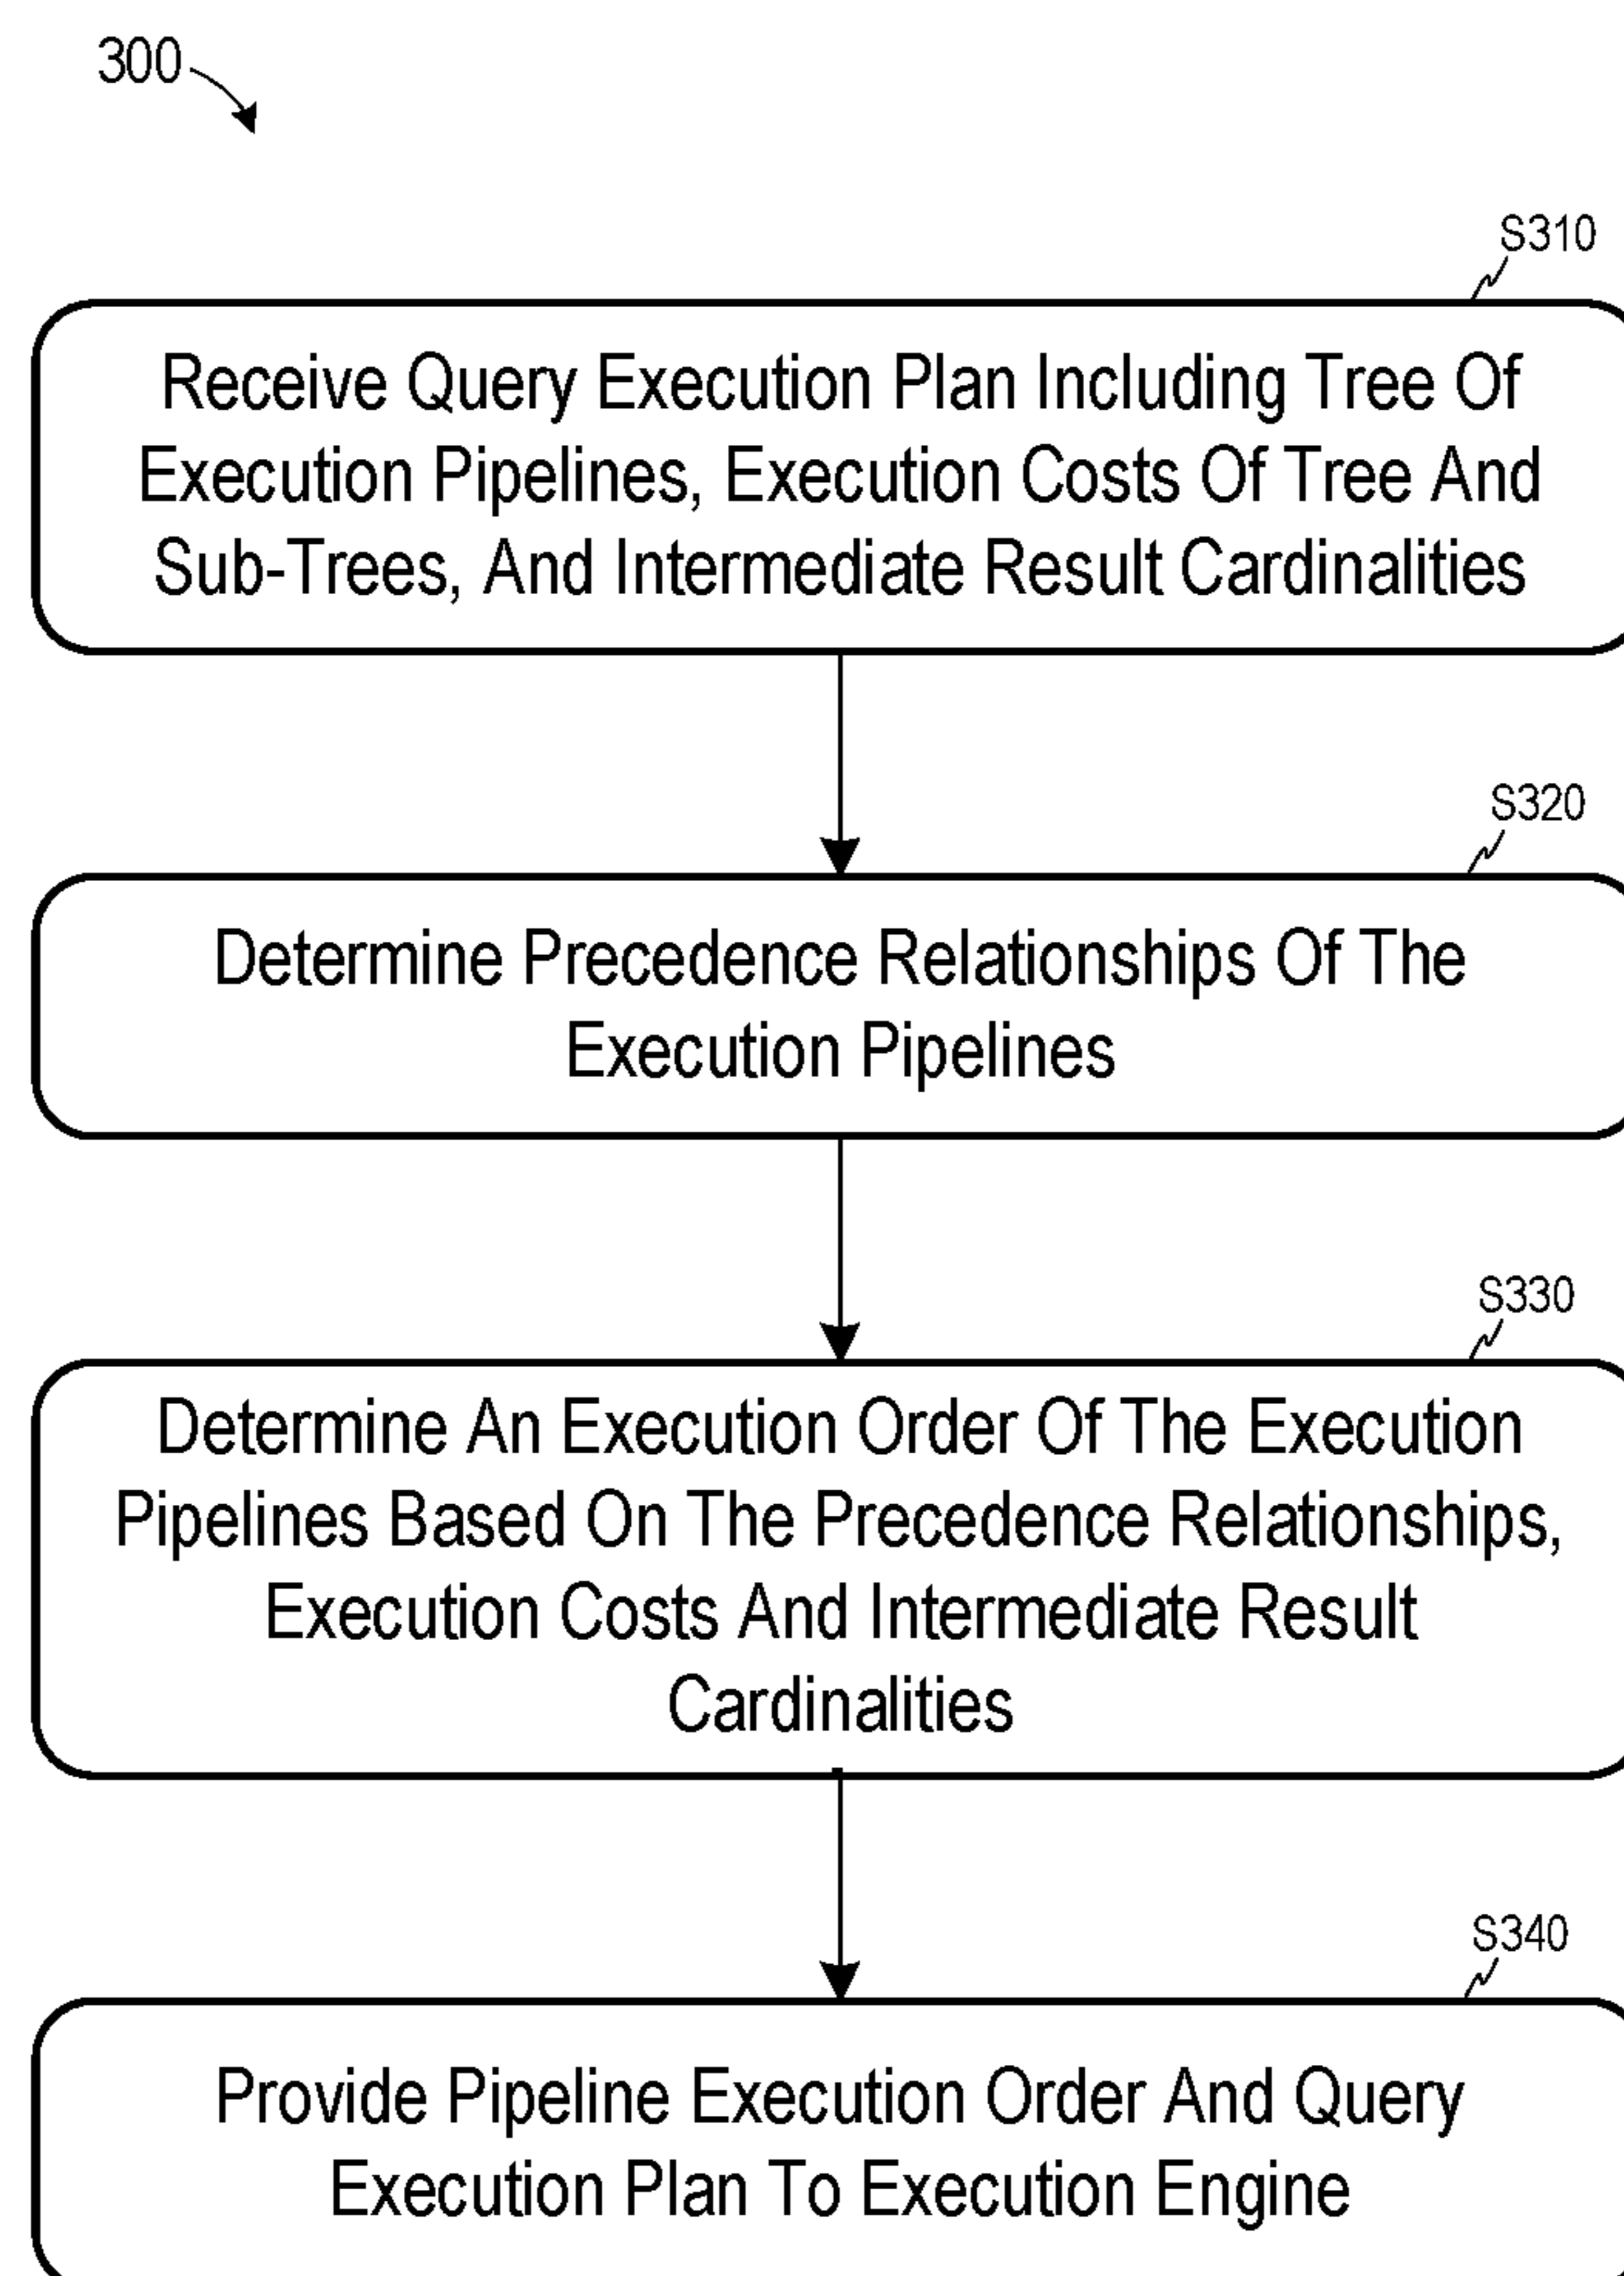 300
S310
Receive Query Execution Plan Including Tree Of
Execution Pipelines, Execution Costs Of Tree And
Sub-Trees, And Intermediate Result Cardinalities
S320
Determine Precedence Relationships Of The
Execution Pipelines
S330
Determine An Execution Order Of The Execution
Pipelines Based On The Precedence Relationships,
Execution Costs And Intermediate Result
Cardinalities
S340
Provide Pipeline Execution Order And Query
Execution Plan To Execution Engine